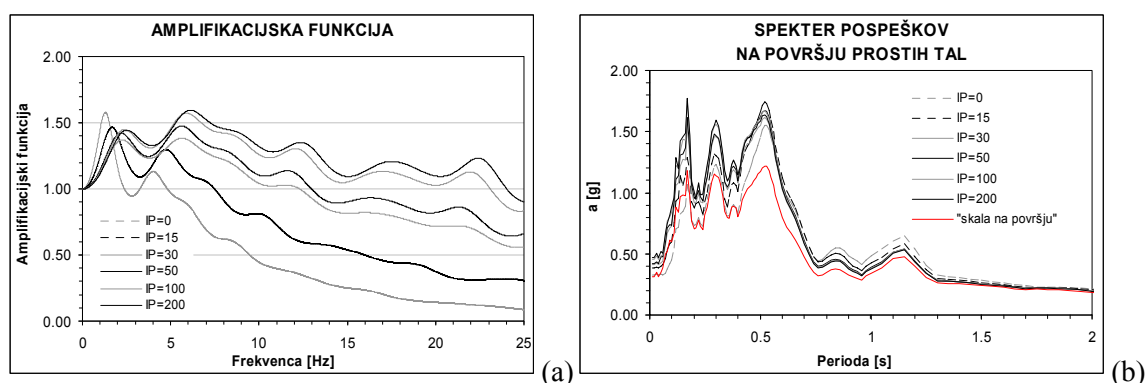 AMPLIFIKACIJSKA FUNKCIJA
Amplifikacijski funkcija
2.00
1.50
1.00
0.50
0.00
IP=0
IP=15
IP=30
IP=50
IP=100
IP=200
0 5 10 15 20 25
Frekvenca [Hz]
(a)
SPEKTER POSPEŠKOV
NA POVRŠJU PROSTIH TAL
a [g]
2.00
1.50
1.00
0.50
0.00
IP=0
IP=15
IP=30
IP=50
IP=100
IP=200
"skala na površju"
0 0.5 1 1.5 2
Perioda [s]
(b)